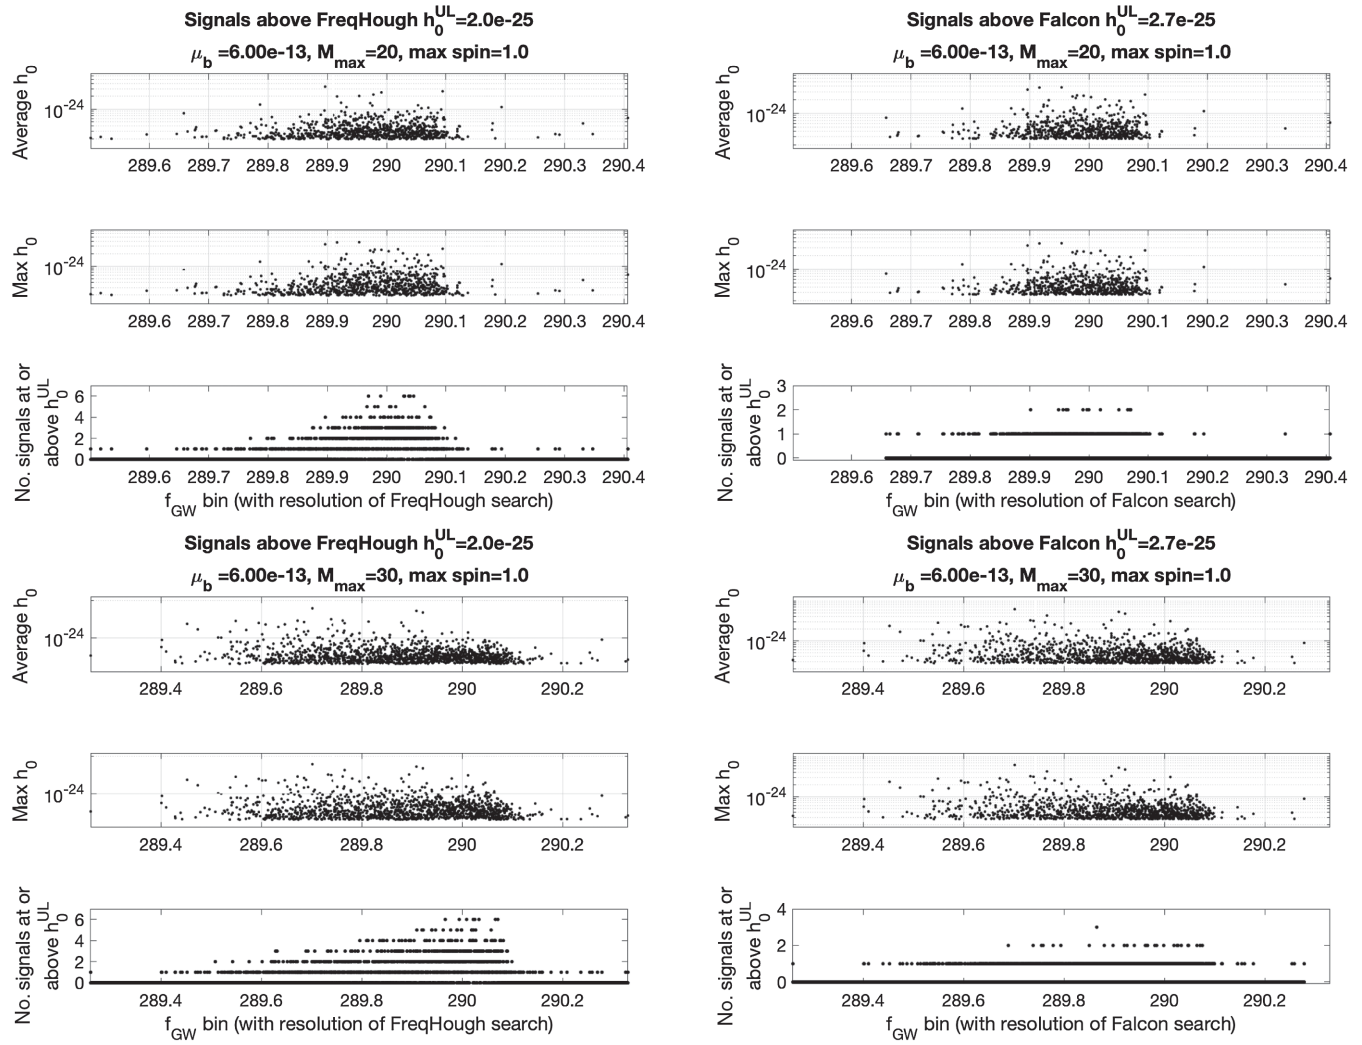 Signals above FreqHough h₀ᵁᴸ=2.0e-25
μ_b =6.00e-13, M_max=20, max spin=1.0
Average h₀
10⁻²⁴
289.6 289.7 289.8 289.9 290 290.1 290.2 290.3 290.4
Max h₀
10⁻²⁴
289.6 289.7 289.8 289.9 290 290.1 290.2 290.3 290.4
No. signals at or
above h₀ᵁᴸ
6
4
2
0
289.6 289.7 289.8 289.9 290 290.1 290.2 290.3 290.4
f_GW bin (with resolution of FreqHough search)
Signals above Falcon h₀ᵁᴸ=2.7e-25
μ_b =6.00e-13, M_max=20, max spin=1.0
Average h₀
10⁻²⁴
289.6 289.7 289.8 289.9 290 290.1 290.2 290.3 290.4
Max h₀
10⁻²⁴
289.6 289.7 289.8 289.9 290 290.1 290.2 290.3 290.4
No. signals at or
above h₀ᵁᴸ
3
2
1
0
289.6 289.7 289.8 289.9 290 290.1 290.2 290.3 290.4
f_GW bin (with resolution of Falcon search)
Signals above FreqHough h₀ᵁᴸ=2.0e-25
μ_b =6.00e-13, M_max=30, max spin=1.0
Average h₀
10⁻²⁴
289.4 289.6 289.8 290 290.2
Max h₀
10⁻²⁴
289.4 289.6 289.8 290 290.2
No. signals at or
above h₀ᵁᴸ
6
4
2
0
289.4 289.6 289.8 290 290.2
f_GW bin (with resolution of FreqHough search)
Signals above Falcon h₀ᵁᴸ=2.7e-25
μ_b =6.00e-13, M_max=30, max spin=1.0
Average h₀
10⁻²⁴
289.4 289.6 289.8 290 290.2
Max h₀
10⁻²⁴
289.4 289.6 289.8 290 290.2
No. signals at or
above h₀ᵁᴸ
4
2
0
289.4 289.6 289.8 290 290.2
f_GW bin (with resolution of Falcon search)